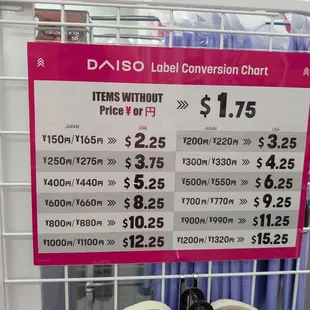 DAISO Label Conversion Chart
ITEMS WITHOUT
Price ¥ or 円 >>> $1.75
JAPAN USA JAPAN USA
¥150円/¥165円 >>> $2.25 ¥200円/¥220円 >>> $3.25
¥250円/¥275円 >>> $3.75 ¥300円/¥330円 >>> $4.25
¥400円/¥440円 >>> $5.25 ¥500円/¥550円 >>> $6.25
¥600円/¥660円 >>> $8.25 ¥700円/¥770円 >>> $9.25
¥800円/¥880円 >>> $10.25 ¥900円/¥990円 >>> $11.25
¥1000円/¥1100円 >>> $12.25 ¥1200円/¥1320円 >>> $15.25